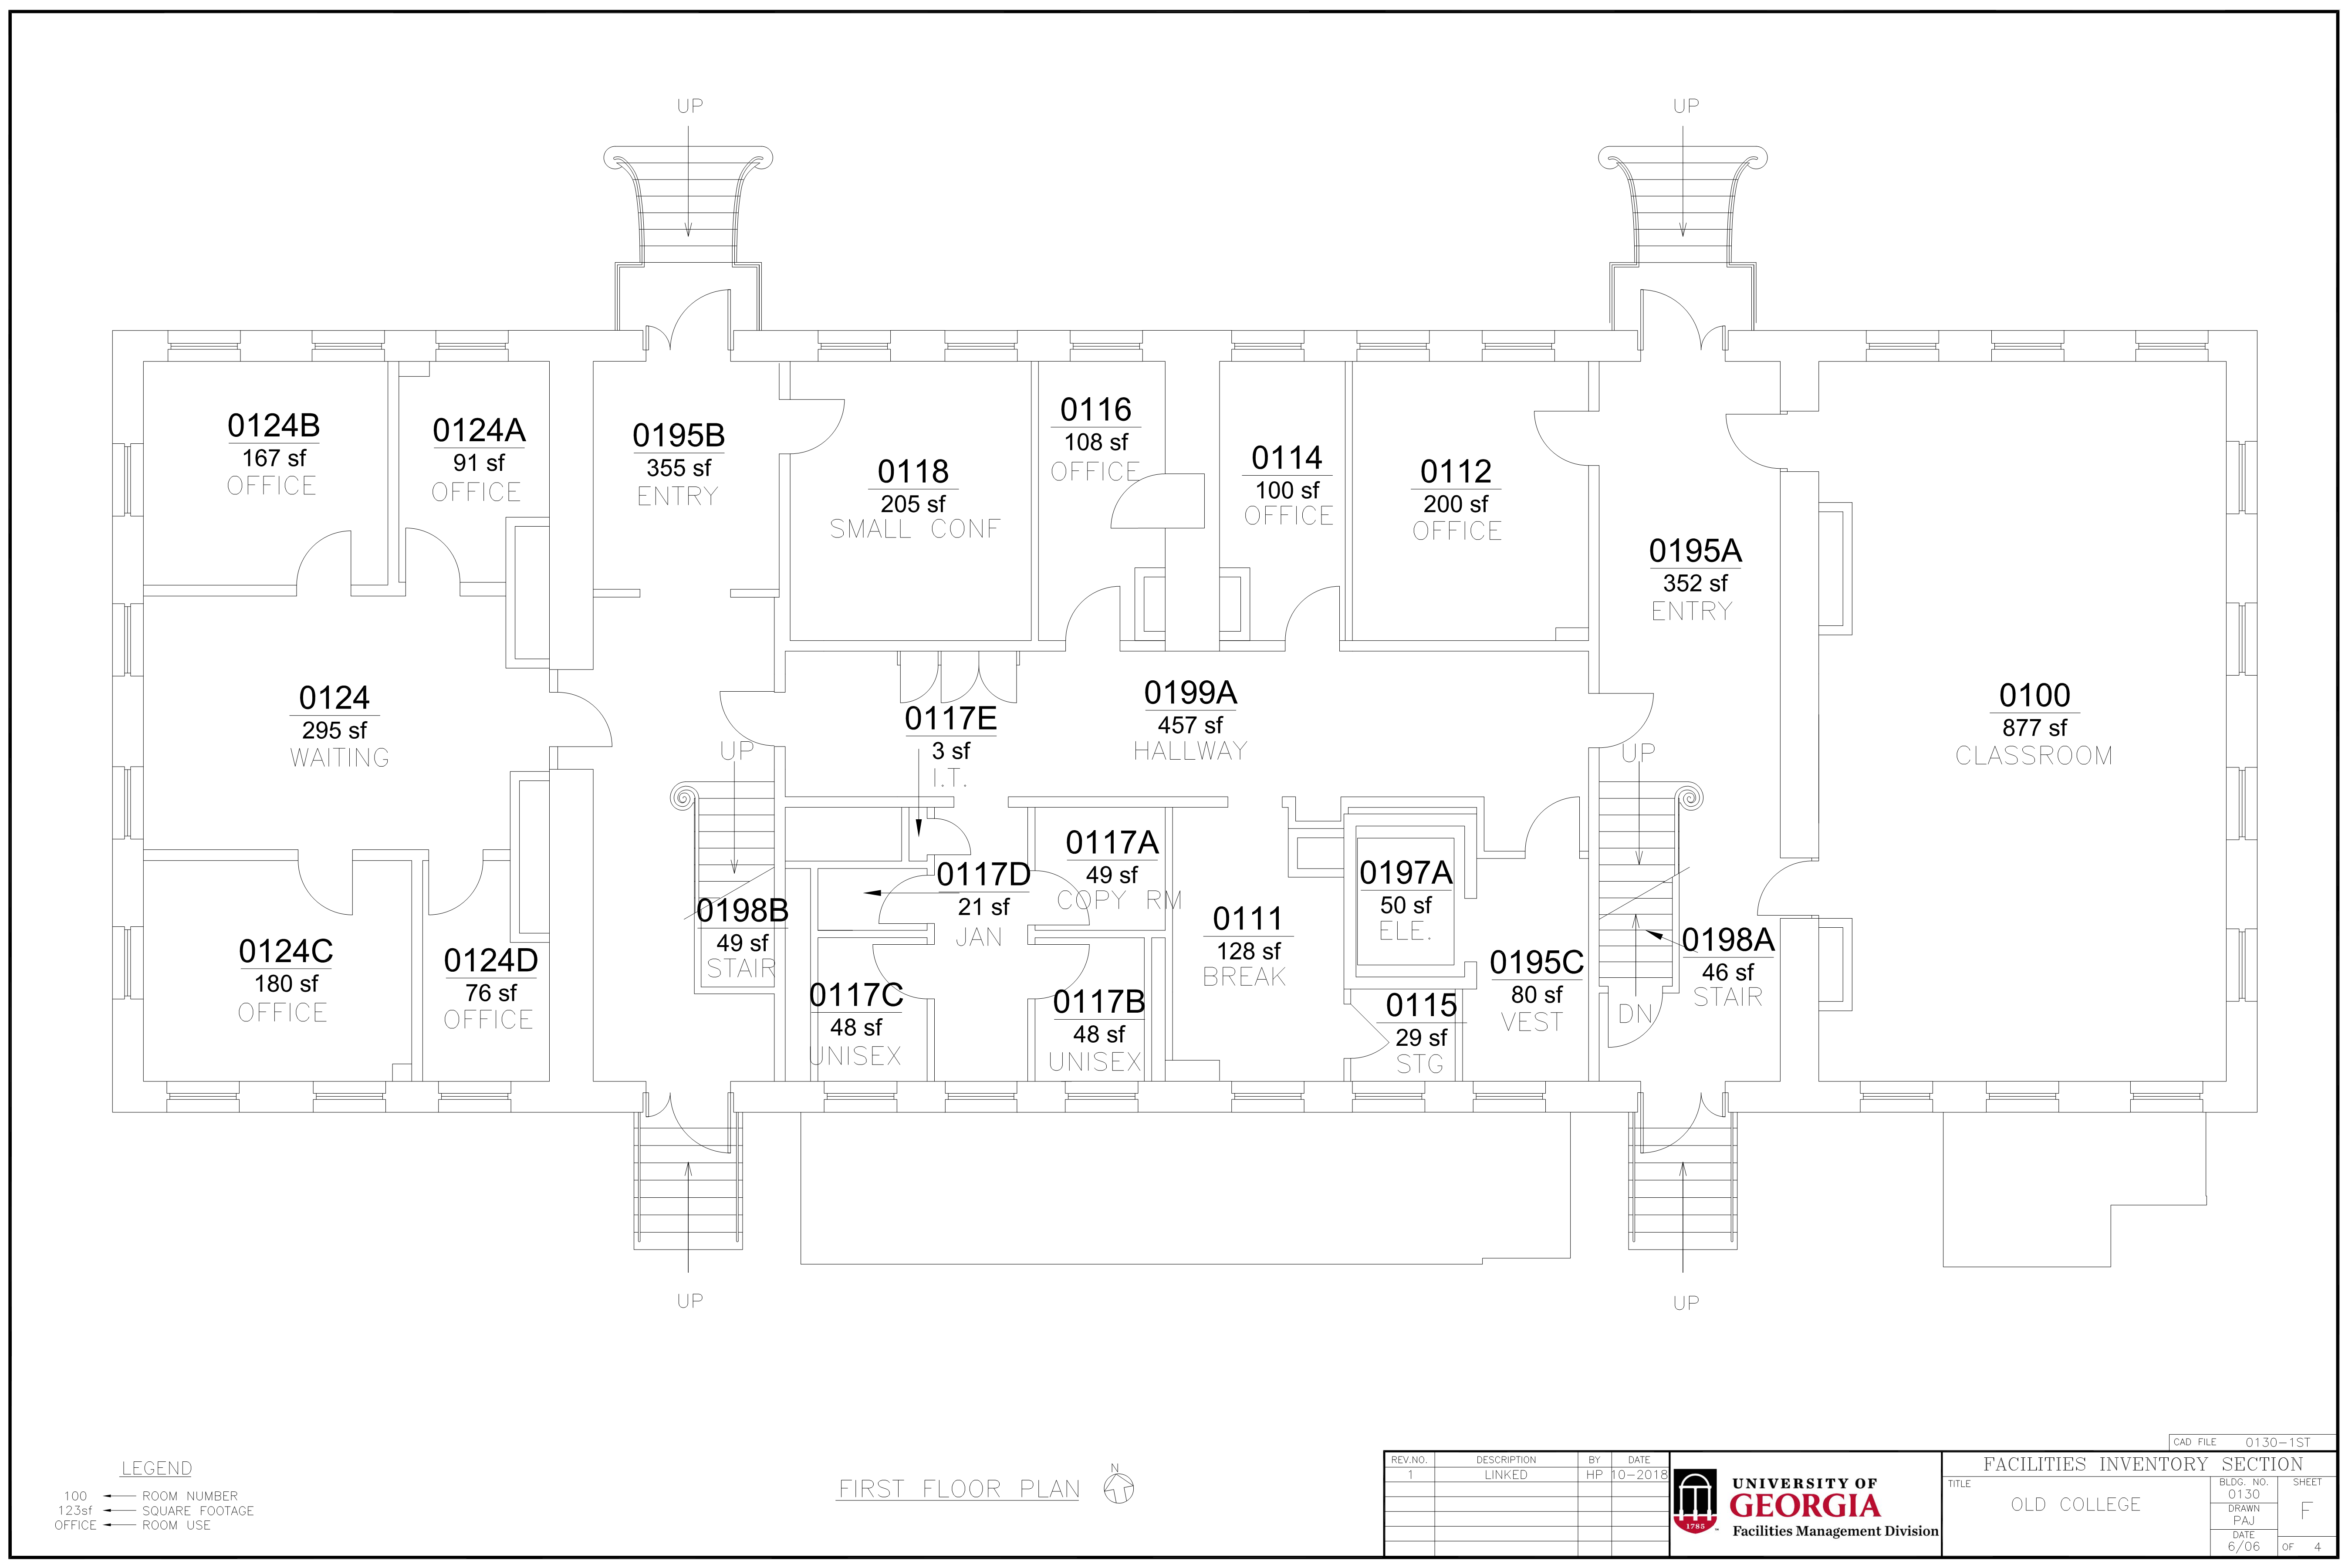 UP
UP
0124B
167 sf
OFFICE
0124A
91 sf
OFFICE
0195B
355 sf
ENTRY
0118
205 sf
SMALL CONF
0116
108 sf
OFFICE
0114
100 sf
OFFICE
0112
200 sf
OFFICE
0195A
352 sf
ENTRY
0124
295 sf
WAITING
UP
0117E
3 sf
I.T.
0199A
457 sf
HALLWAY
UP
0100
877 sf
CLASSROOM
0124C
180 sf
OFFICE
0124D
76 sf
OFFICE
0198B
49 sf
STAIR
0117D
21 sf
JAN
0117A
49 sf
COPY RM
0117C
48 sf
UNISEX
0117B
48 sf
UNISEX
0111
128 sf
BREAK
0197A
50 sf
ELE.
0115
29 sf
STG
0195C
80 sf
VEST
0198A
46 sf
STAIR
DN
UP
UP
LEGEND
100 ROOM NUMBER
123sf SQUARE FOOTAGE
OFFICE ROOM USE
FIRST FLOOR PLAN
N
REV.NO. DESCRIPTION BY DATE
1 LINKED HP 10-2018
1785
UNIVERSITY OF
GEORGIA
Facilities Management Division
CAD FILE 0130-1ST
FACILITIES INVENTORY SECTION
TITLE
OLD COLLEGE
BLDG. NO.
0130
DRAWN
PAJ
DATE
6/06
SHEET
F
OF 4